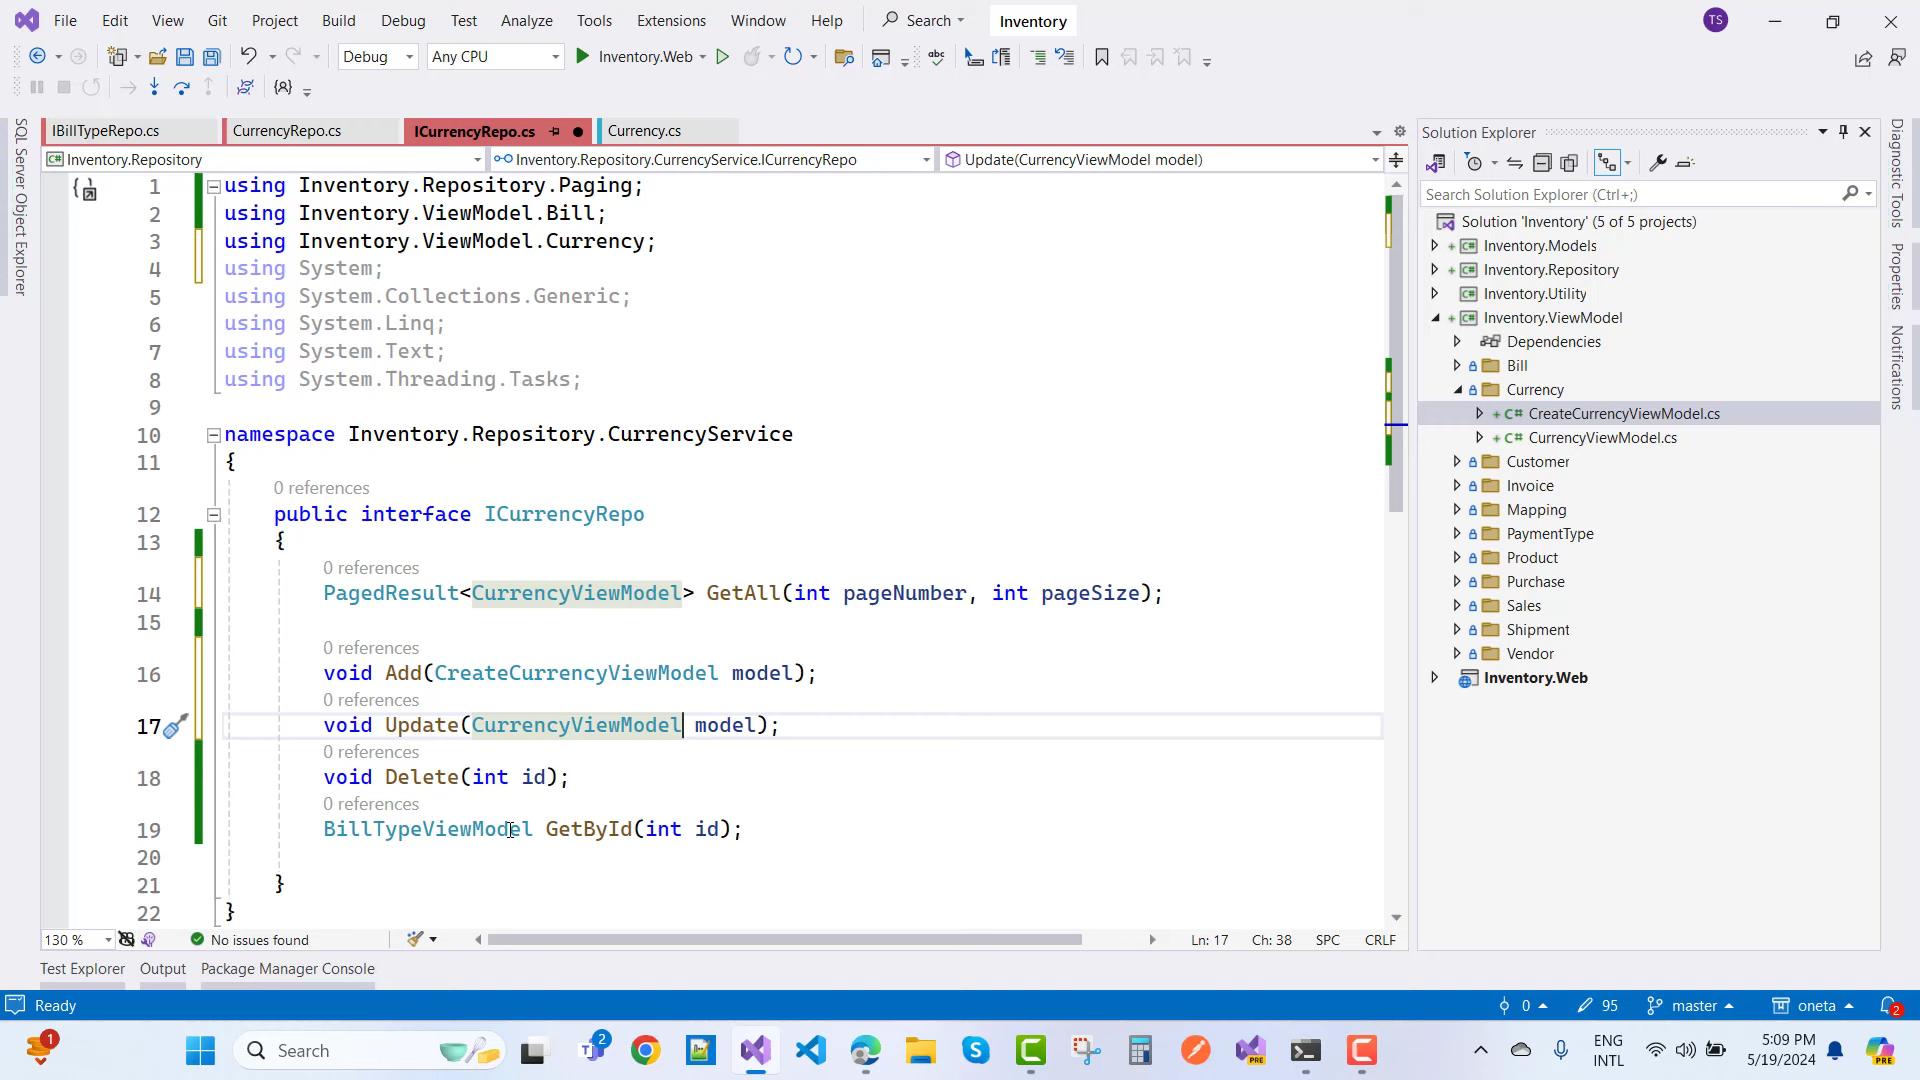 File Edit View Git Project Build Debug Test Analyze Tools Extensions Window Help Search Inventory TS
Debug Any CPU Inventory.Web
IBillTypeRepo.cs CurrencyRepo.cs ICurrencyRepo.cs Currency.cs
Inventory.Repository Inventory.Repository.CurrencyService.ICurrencyRepo Update(CurrencyViewModel model)
1 using Inventory.Repository.Paging;
2 using Inventory.ViewModel.Bill;
3 using Inventory.ViewModel.Currency;
4 using System;
5 using System.Collections.Generic;
6 using System.Linq;
7 using System.Text;
8 using System.Threading.Tasks;
9
10 namespace Inventory.Repository.CurrencyService
11 {
0 references
12 public interface ICurrencyRepo
13 {
0 references
14 PagedResult<CurrencyViewModel> GetAll(int pageNumber, int pageSize);
15
0 references
16 void Add(CreateCurrencyViewModel model);
0 references
17 void Update(CurrencyViewModel model);
0 references
18 void Delete(int id);
0 references
19 BillTypeViewModel GetById(int id);
20
21 }
22 }
130 % No issues found Ln: 17 Ch: 38 SPC CRLF
Test Explorer Output Package Manager Console
SQL Server Object Explorer
Solution Explorer
Search Solution Explorer (Ctrl+;)
Solution 'Inventory' (5 of 5 projects)
Inventory.Models
Inventory.Repository
Inventory.Utility
Inventory.ViewModel
Dependencies
Bill
Currency
CreateCurrencyViewModel.cs
CurrencyViewModel.cs
Customer
Invoice
Mapping
PaymentType
Product
Purchase
Sales
Shipment
Vendor
Inventory.Web
Diagnostic Tools
Properties
Notifications
Ready 0 95 master oneta 2
1 Search 2 PRE ENG INTL 5:09 PM 5/19/2024 PRE